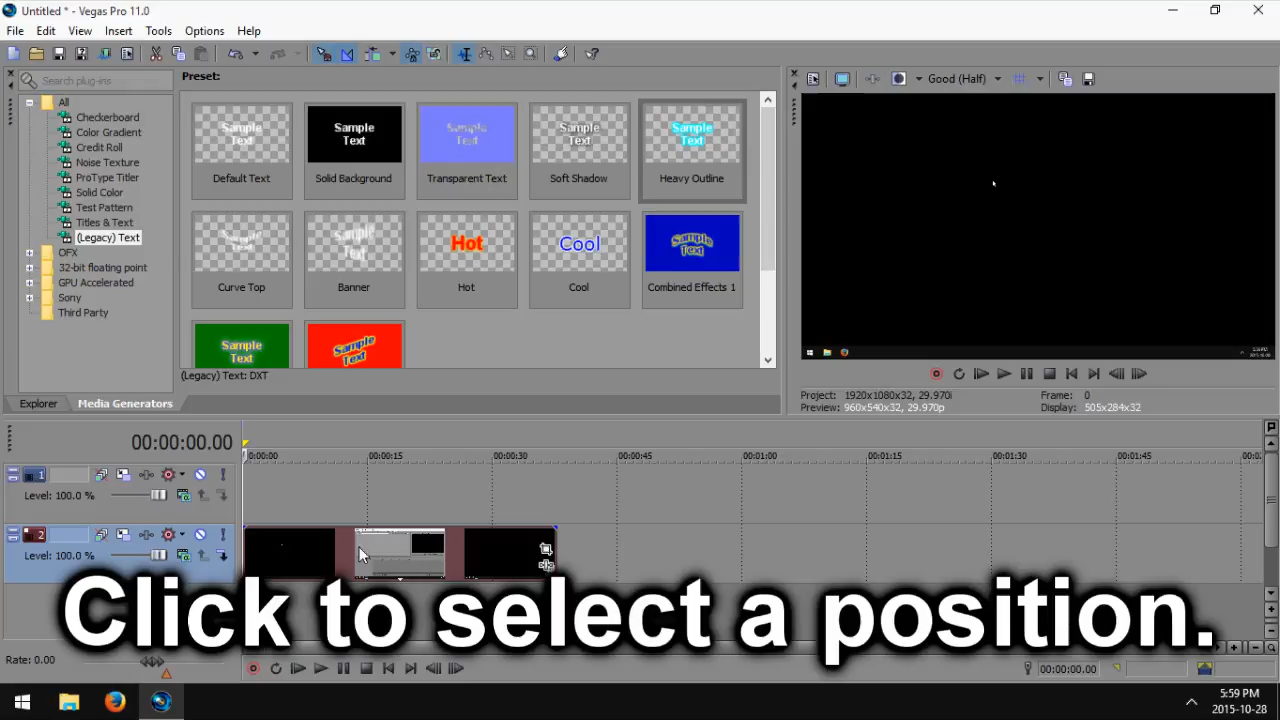 Untitled * - Vegas Pro 11.0
File Edit View Insert Tools Options Help
Search plug-ins
Preset:
Good (Half)
All
Checkerboard
Color Gradient
Credit Roll
Noise Texture
ProType Titler
Solid Color
Test Pattern
Titles & Text
(Legacy) Text
OFX
32-bit floating point
GPU Accelerated
Sony
Third Party
Sample Text
Sample Text
Sample Text
Sample Text
Sample Text
Default Text
Solid Background
Transparent Text
Soft Shadow
Heavy Outline
Sample Text
Sample Text
Hot
Cool
Sample Text
Curve Top
Banner
Hot
Cool
Combined Effects 1
Sample Text
Sample Text
(Legacy) Text: DXT
Explorer
Media Generators
Project: 1920x1080x32, 29.970i
Frame: 0
Preview: 960x540x32, 29.970p
Display: 505x284x32
00:00:00.00
0:00:00
00:00:15
00:00:30
00:00:45
00:01:00
00:01:15
00:01:30
00:01:45
1
Level: 100.0 %
2
Level: 100.0 %
Click to select a position.
Rate: 0.00
00:00:00.00
5:59 PM
2015-10-28